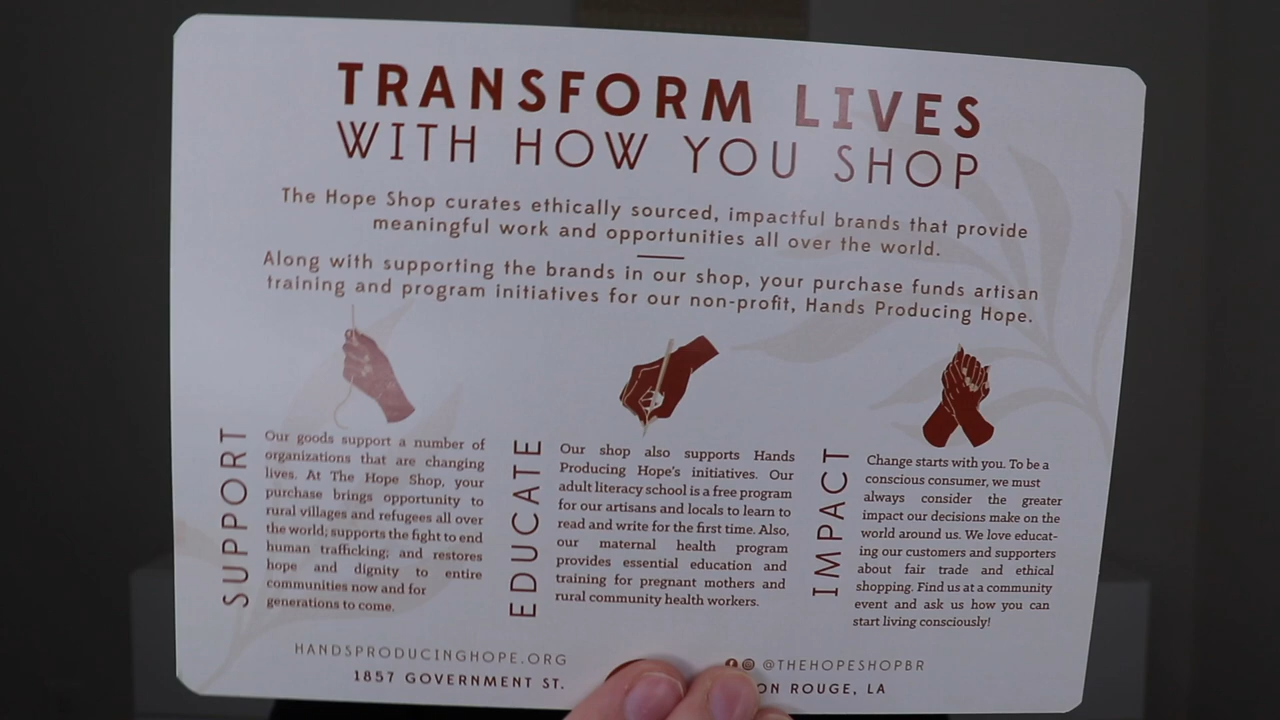 TRANSFORM LIVES
WITH HOW YOU SHOP
The Hope Shop curates ethically sourced, impactful brands that provide
meaningful work and opportunities all over the world.
Along with supporting the brands in our shop, your purchase funds artisan
training and program initiatives for our non-profit, Hands Producing Hope.
SUPPORT
Our goods support a number of
organizations that are changing
lives. At The Hope Shop, your
purchase brings opportunity to
rural villages and refugees all over
the world; supports the fight to end
human trafficking; and restores
hope and dignity to entire
communities now and for
generations to come.
EDUCATE
Our shop also supports Hands
Producing Hope's initiatives. Our
adult literacy school is a free program
for our artisans and locals to learn to
read and write for the first time. Also,
our maternal health program
provides essential education and
training for pregnant mothers and
rural community health workers.
IMPACT
Change starts with you. To be a
conscious consumer, we must
always consider the greater
impact our decisions make on the
world around us. We love educat-
ing our customers and supporters
about fair trade and ethical
shopping. Find us at a community
event and ask us how you can
start living consciously!
HANDSPRODUCINGHOPE.ORG
@THEHOPESHOPBR
1857 GOVERNMENT ST.
ON ROUGE, LA